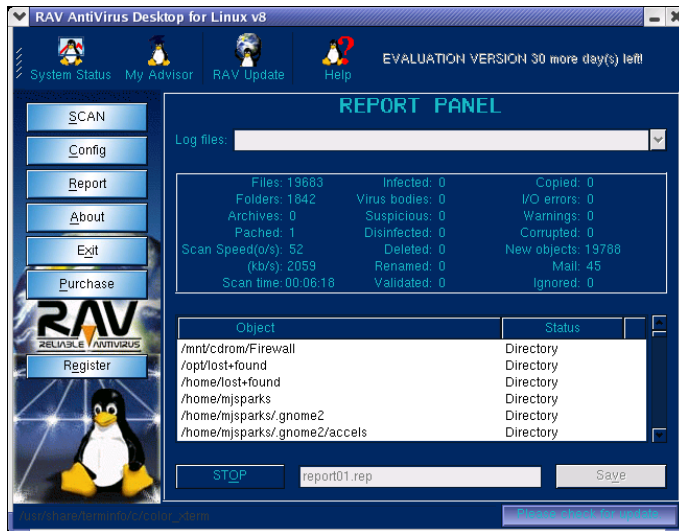 RAV AntiVirus Desktop for Linux v8
System Status My Advisor RAV Update Help EVALUATION VERSION 30 more day(s) left!
SCAN
Config
Report
About
Exit
Purchase
RAV
RELIABLE ANTIVIRUS
Register
REPORT PANEL
Log files:
Files: 19683 Infected: 0 Copied: 0
Folders: 1842 Virus bodies: 0 I/O errors: 0
Archives: 0 Suspicious: 0 Warnings: 0
Pached: 1 Disinfected: 0 Corrupted: 0
Scan Speed(o/s): 52 Deleted: 0 New objects: 19788
(kb/s): 2059 Renamed: 0 Mail: 45
Scan time: 00:06:18 Validated: 0 Ignored: 0
Object Status
/mnt/cdrom/Firewall Directory
/opt/lost+found Directory
/home/lost+found Directory
/home/mjsparks Directory
/home/mjsparks/.gnome2 Directory
/home/mjsparks/.gnome2/accels Directory
STOP report01.rep Save
/usr/share/terminfo/c/color_xterm Please check for update